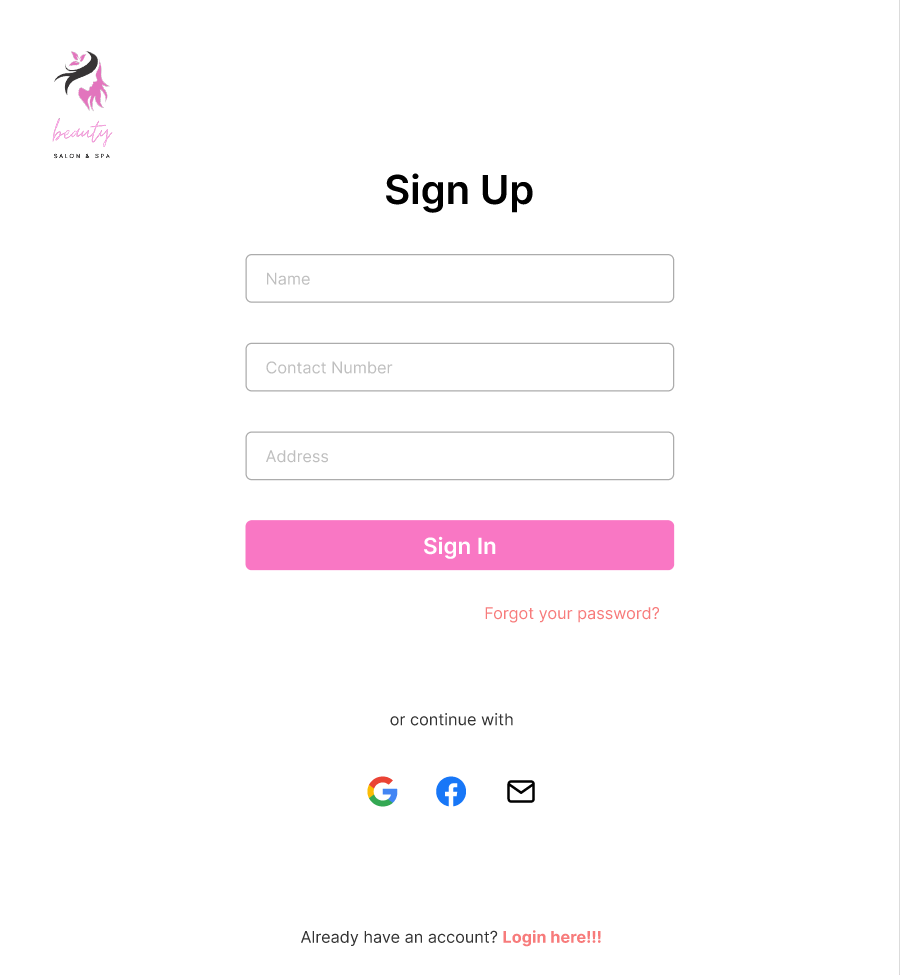 beauty
SALON & SPA
Sign Up
Name
Contact Number
Address
Sign In
Forgot your password?
or continue with
Already have an account? Login here!!!